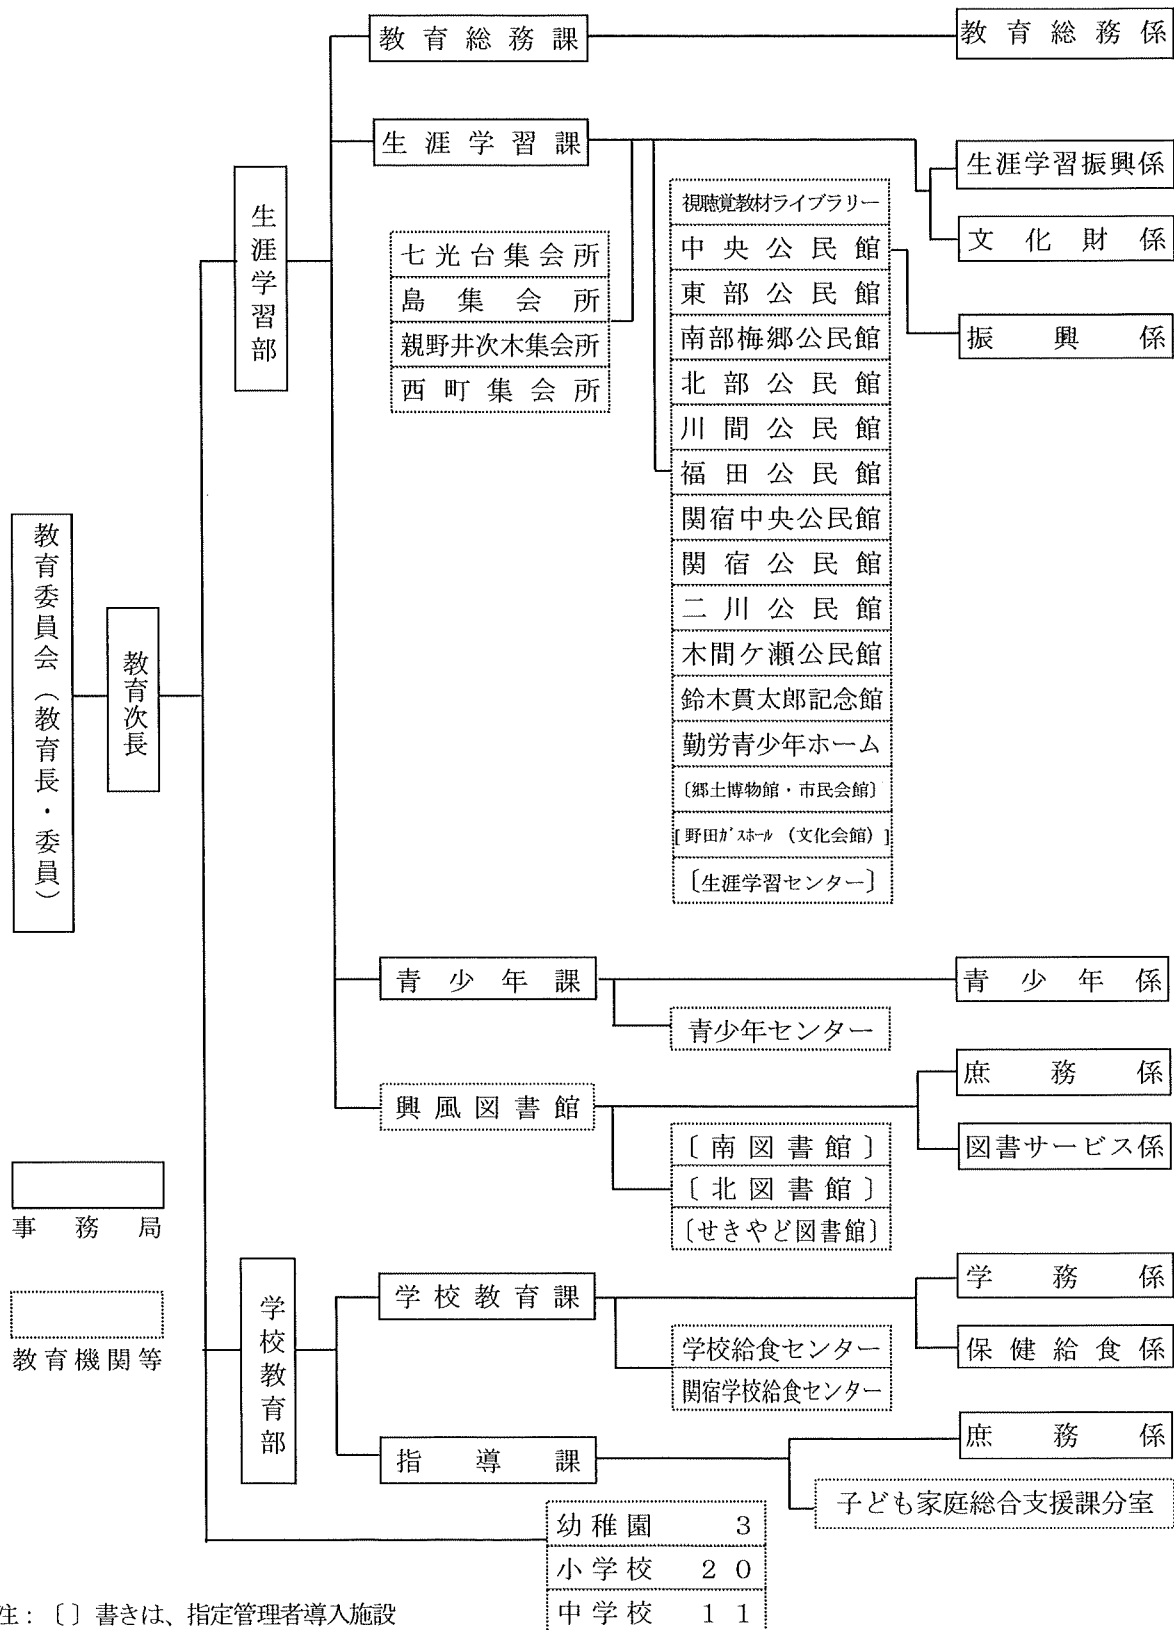 教育委員会（教育長・委員）
教育次長
生涯学習部
教育総務課
教育総務係
生涯学習課
生涯学習振興係
文化財係
七光台集会所
島集会所
親野井次木集会所
西町集会所
視聴覚教材ライブラリー
中央公民館
振興係
東部公民館
南部梅郷公民館
北部公民館
川間公民館
福田公民館
関宿中央公民館
関宿公民館
二川公民館
木間ケ瀬公民館
鈴木貫太郎記念館
勤労青少年ホーム
〔郷土博物館・市民会館〕
[野田ｶﾞｽﾎｰﾙ（文化会館）]
〔生涯学習センター〕
青少年課
青少年係
青少年センター
興風図書館
庶務係
図書サービス係
〔南図書館〕
〔北図書館〕
〔せきやど図書館〕
学校教育部
学校教育課
学務係
保健給食係
学校給食センター
関宿学校給食センター
指導課
庶務係
子ども家庭総合支援課分室
幼稚園 3
小学校 20
中学校 11
事務局
教育機関等
注：〔〕書きは、指定管理者導入施設